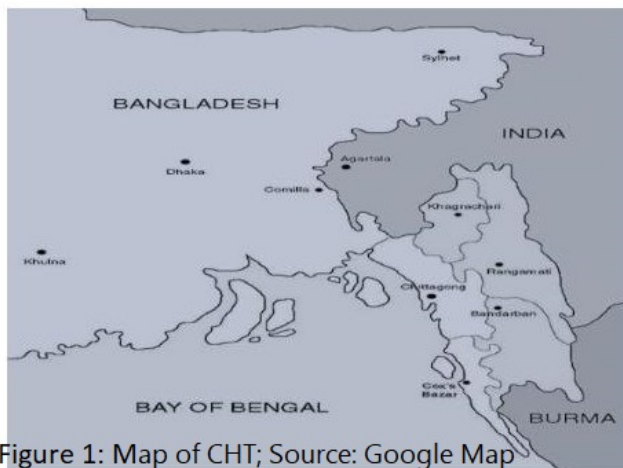 Sylhet
BANGLADESH
INDIA
Agartala
Dhaka
Comilla
Khagrachari
Khulna
Rangamati
Chittagong
Bandarban
Cox's
Bazar
BAY OF BENGAL
BURMA
Figure 1: Map of CHT; Source: Google Map